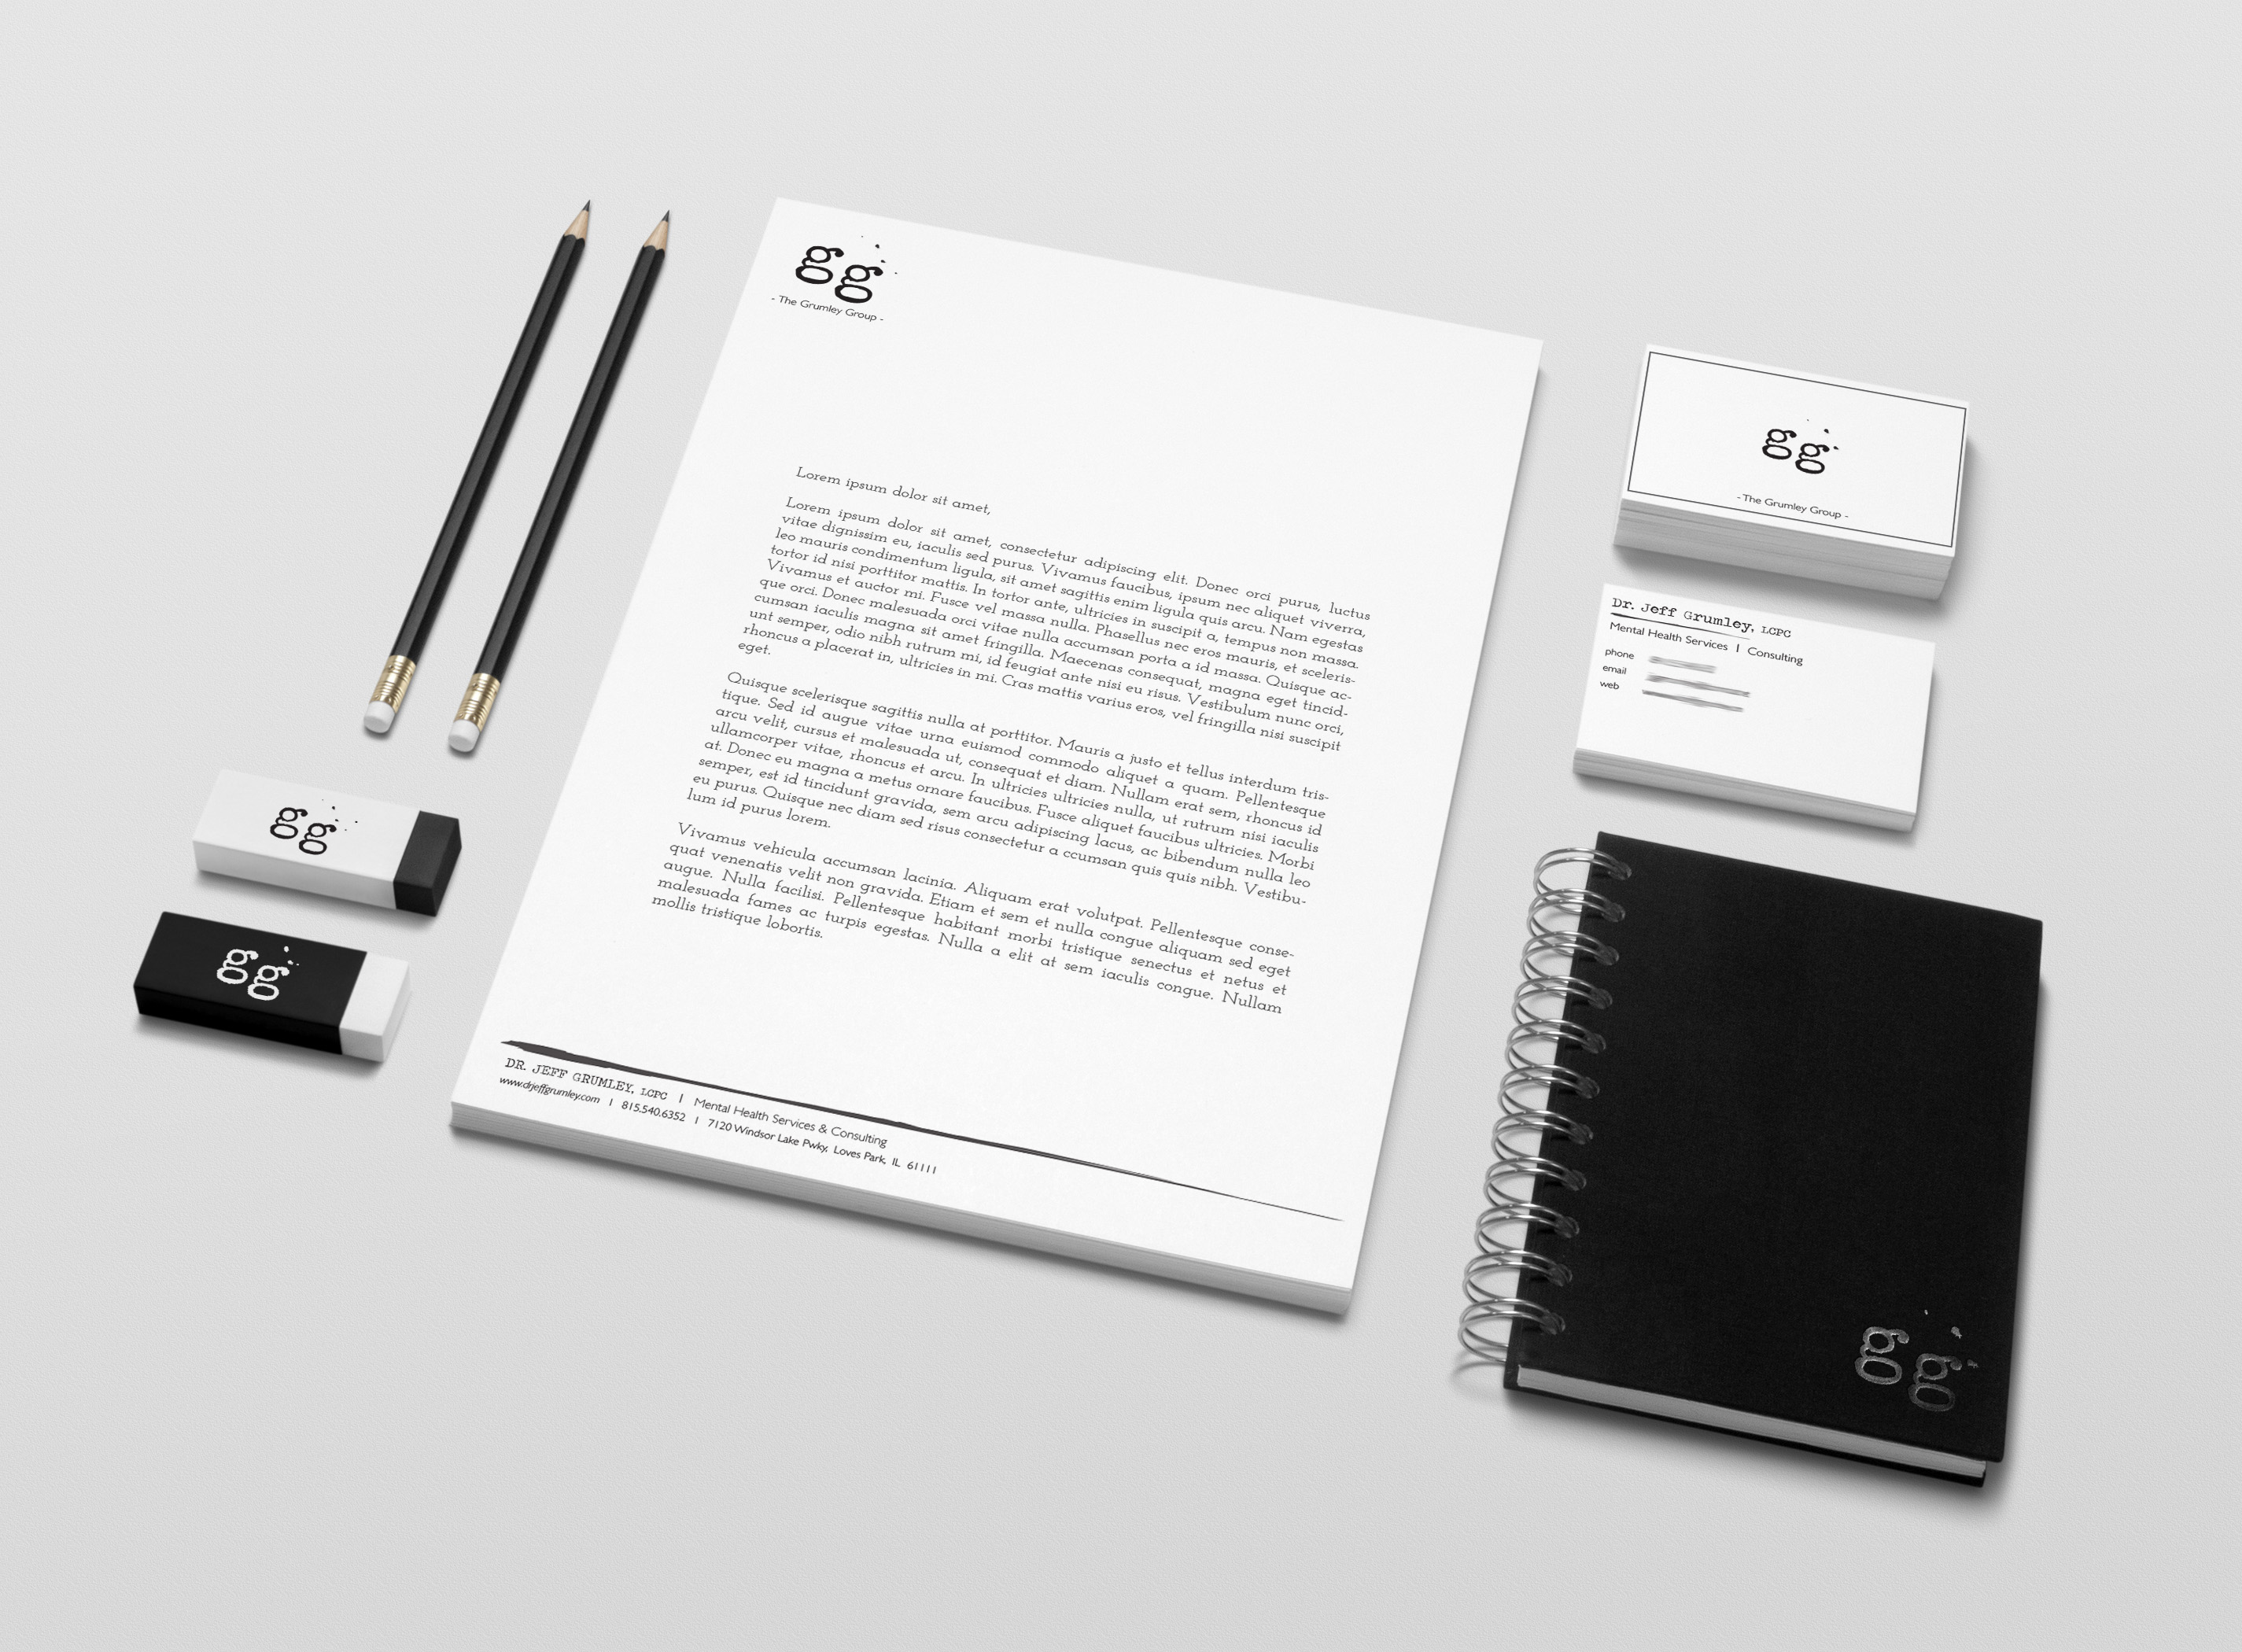 gg
- The Grumley Group -
Lorem ipsum dolor sit amet,
Lorem ipsum dolor sit amet, consectetur adipiscing elit. Donec orci purus, luctus
vitae dignissim eu, iaculis sed purus. Vivamus faucibus, ipsum nec aliquet viverra,
leo mauris condimentum ligula, sit amet sagittis enim ligula quis arcu. Nam egestas
tortor id nisi porttitor mattis. In tortor ante, ultricies in suscipit a, tempus non massa.
Vivamus et auctor mi. Fusce vel massa nulla. Phasellus nec eros mauris, et sceleris-
que orci. Donec malesuada orci vitae nulla accumsan porta a id massa. Quisque ac-
cumsan iaculis magna sit amet fringilla. Maecenas consequat, magna eget tincid-
unt semper, odio nibh rutrum mi, id feugiat ante nisi eu risus. Vestibulum nunc orci,
rhoncus a placerat in, ultricies in mi. Cras mattis varius eros, vel fringilla nisi suscipit
eget.
Quisque scelerisque sagittis nulla at porttitor. Mauris a justo et tellus interdum tris-
tique. Sed id augue vitae urna euismod commodo aliquet a quam. Pellentesque
arcu velit, cursus et malesuada ut, consequat et diam. Nullam erat sem, rhoncus id
ullamcorper vitae, rhoncus et arcu. In ultricies ultricies nulla, ut rutrum nisi iaculis
at. Donec eu magna a metus ornare faucibus. Fusce aliquet faucibus ultricies. Morbi
semper, est id tincidunt gravida, sem arcu adipiscing lacus, ac bibendum nulla leo
eu purus. Quisque nec diam sed risus consectetur a ccumsan quis quis nibh. Vestibu-
lum id purus lorem.
Vivamus vehicula accumsan lacinia. Aliquam erat volutpat. Pellentesque conse-
quat venenatis velit non gravida. Etiam et sem et nulla congue aliquam sed eget
augue. Nulla facilisi. Pellentesque habitant morbi tristique senectus et netus et
malesuada fames ac turpis egestas. Nulla a elit at sem iaculis congue. Nullam
mollis tristique lobortis.
DR. JEFF GRUMLEY, LCPC | Mental Health Services & Consulting
www.drjeffgrumley.com | 815.540.6352 | 7120 Windsor Lake Pwky, Loves Park, IL 61111
gg
- The Grumley Group -
Dr. Jeff Grumley, LCPC
Mental Health Services | Consulting
phone
email
web
gg
gg
gg